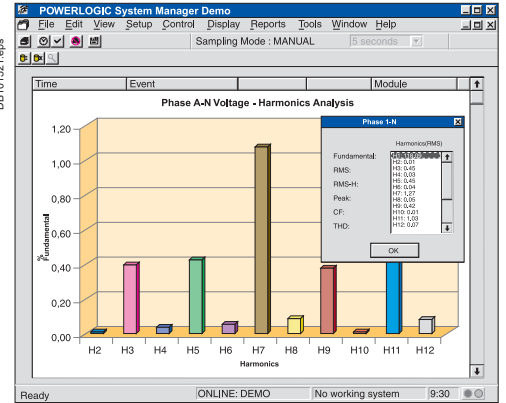 POWERLOGIC System Manager Demo
File Edit View Setup Control Display Reports Tools Window Help
Sampling Mode : MANUAL 5 seconds
Time Event Module
Phase A-N Voltage - Harmonics Analysis
Phase 1-N
Harmonics(RMS)
Fundamental:
RMS:
RMS-H:
Peak:
CF:
THD:
H2: 0.01
H3: 0.45
H4: 0.03
H5: 0.45
H6: 0.04
H7: 1,27
H8: 0.05
H9: 0.42
H10: 0.01
H11: 1,03
H12: 0.07
OK
1,20
1,00
0,80
0,60
0,40
0,20
0,00
% Fundamental
H2 H3 H4 H5 H6 H7 H8 H9 H10 H11 H12
Harmonics
Ready ONLINE: DEMO No working system 9:30